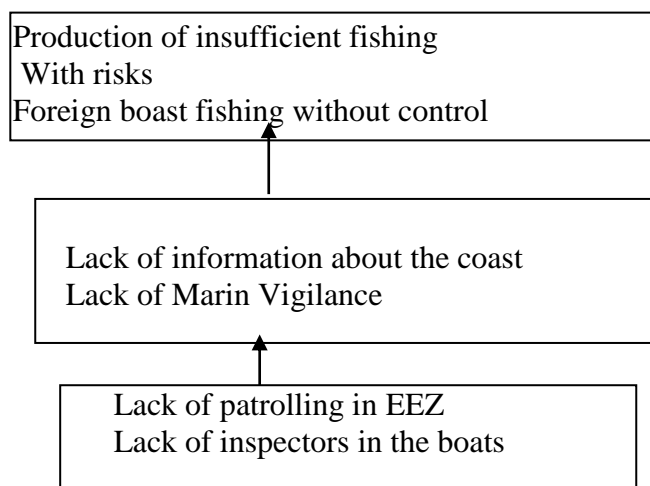 Production of insufficient fishing
With risks
Foreign boast fishing without control
Lack of information about the coast
Lack of Marin Vigilance
Lack of patrolling in EEZ
Lack of inspectors in the boats